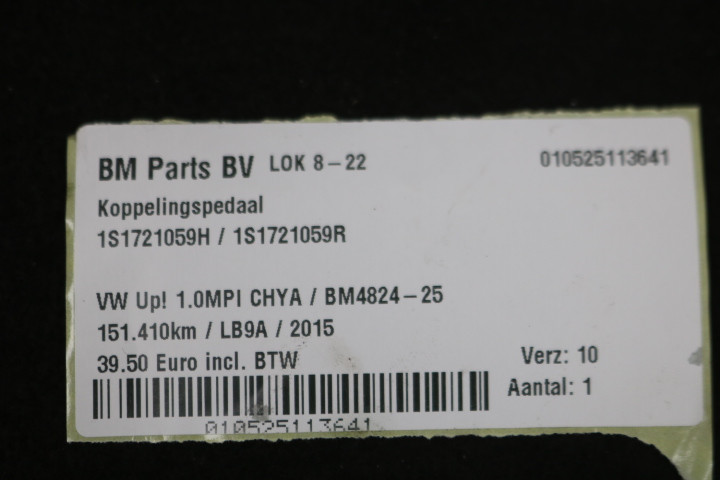 BM Parts BV LOK 8-22 010525113641
Koppelingspedaal
1S1721059H / 1S1721059R
VW Up! 1.0MPI CHYA / BM4824-25
151.410km / LB9A / 2015
39.50 Euro incl. BTW Verz: 10
Aantal: 1
010525113641